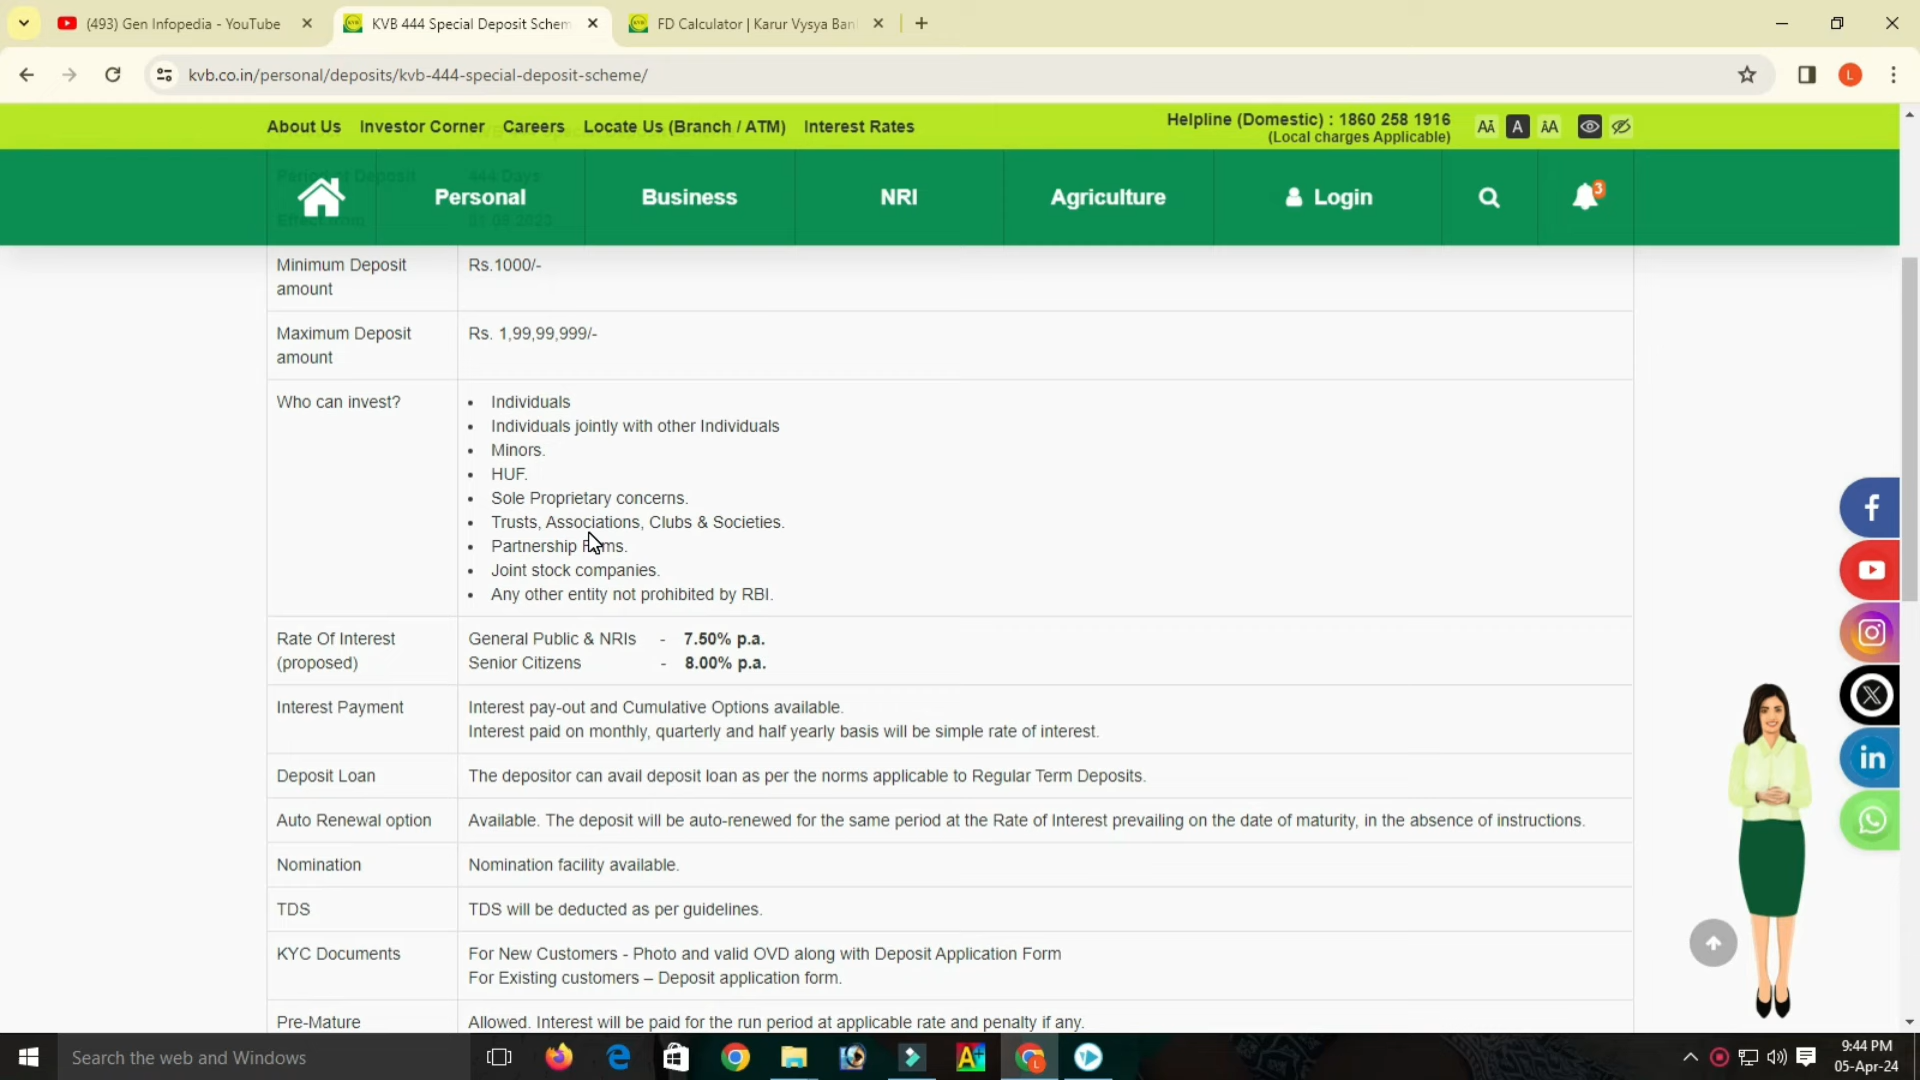 (493) Gen Infopedia - YouTube
KVB 444 Special Deposit Schem
FD Calculator | Karur Vysya Ban
kvb.co.in/personal/deposits/kvb-444-special-deposit-scheme/
L
About Us Investor Corner Careers Locate Us (Branch / ATM) Interest Rates
Helpline (Domestic) : 1860 258 1916
(Local charges Applicable)
A
Period of Deposit 444 Days
Personal Business NRI Agriculture Login 3
Minimum Deposit amount Rs.1000/-
Maximum Deposit amount Rs. 1,99,99,999/-
Who can invest?
• Individuals
• Individuals jointly with other Individuals
• Minors.
• HUF.
• Sole Proprietary concerns.
• Trusts, Associations, Clubs & Societies.
• Partnership Firms.
• Joint stock companies.
• Any other entity not prohibited by RBI.
Rate Of Interest (proposed)
General Public & NRIs - 7.50% p.a.
Senior Citizens - 8.00% p.a.
Interest Payment
Interest pay-out and Cumulative Options available.
Interest paid on monthly, quarterly and half yearly basis will be simple rate of interest.
Deposit Loan The depositor can avail deposit loan as per the norms applicable to Regular Term Deposits.
Auto Renewal option Available. The deposit will be auto-renewed for the same period at the Rate of Interest prevailing on the date of maturity, in the absence of instructions.
Nomination Nomination facility available.
TDS TDS will be deducted as per guidelines.
KYC Documents For New Customers - Photo and valid OVD along with Deposit Application Form
For Existing customers – Deposit application form.
Pre-Mature Allowed. Interest will be paid for the run period at applicable rate and penalty if any.
Search the web and Windows
9:44 PM
05-Apr-24